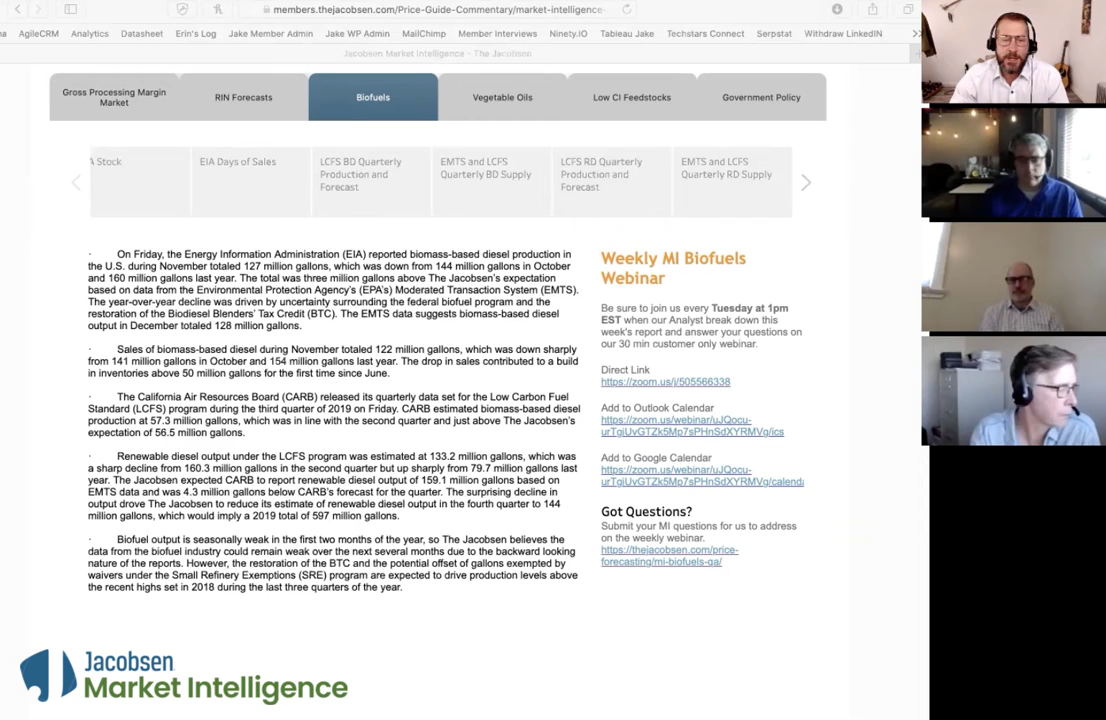 members.thejacobsen.com/Price-Guide-Commentary/market-intelligence-
na AgileCRM Analytics Datasheet Erin's Log Jake Member Admin Jake WP Admin MailChimp Member Interviews Ninety.IO Tableau Jake Techstars Connect Serpstat Withdraw LinkedIN
Jacobsen Market Intelligence - The Jacobsen
Gross Processing Margin
Market
RIN Forecasts
Biofuels
Vegetable Oils
Low CI Feedstocks
Government Policy
A Stock
EIA Days of Sales
LCFS BD Quarterly
Production and
Forecast
EMTS and LCFS
Quarterly BD Supply
LCFS RD Quarterly
Production and
Forecast
EMTS and LCFS
Quarterly RD Supply
· On Friday, the Energy Information Administration (EIA) reported biomass-based diesel production in
the U.S. during November totaled 127 million gallons, which was down from 144 million gallons in October
and 160 million gallons last year. The total was three million gallons above The Jacobsen's expectation
based on data from the Environmental Protection Agency's (EPA's) Moderated Transaction System (EMTS).
The year-over-year decline was driven by uncertainty surrounding the federal biofuel program and the
restoration of the Biodiesel Blenders' Tax Credit (BTC). The EMTS data suggests biomass-based diesel
output in December totaled 128 million gallons.
· Sales of biomass-based diesel during November totaled 122 million gallons, which was down sharply
from 141 million gallons in October and 154 million gallons last year. The drop in sales contributed to a build
in inventories above 50 million gallons for the first time since June.
· The California Air Resources Board (CARB) released its quarterly data set for the Low Carbon Fuel
Standard (LCFS) program during the third quarter of 2019 on Friday. CARB estimated biomass-based diesel
production at 57.3 million gallons, which was in line with the second quarter and just above The Jacobsen's
expectation of 56.5 million gallons.
· Renewable diesel output under the LCFS program was estimated at 133.2 million gallons, which was
a sharp decline from 160.3 million gallons in the second quarter but up sharply from 79.7 million gallons last
year. The Jacobsen expected CARB to report renewable diesel output of 159.1 million gallons based on
EMTS data and was 4.3 million gallons below CARB's forecast for the quarter. The surprising decline in
output drove The Jacobsen to reduce its estimate of renewable diesel output in the fourth quarter to 144
million gallons, which would imply a 2019 total of 597 million gallons.
· Biofuel output is seasonally weak in the first two months of the year, so The Jacobsen believes the
data from the biofuel industry could remain weak over the next several months due to the backward looking
nature of the reports. However, the restoration of the BTC and the potential offset of gallons exempted by
waivers under the Small Refinery Exemptions (SRE) program are expected to drive production levels above
the recent highs set in 2018 during the last three quarters of the year.
Weekly MI Biofuels
Webinar
Be sure to join us every Tuesday at 1pm
EST when our Analyst break down this
week's report and answer your questions on
our 30 min customer only webinar.
Direct Link
https://zoom.us/j/505566338
Add to Outlook Calendar
https://zoom.us/webinar/uJQocu-
urTgiUvGTZk5Mp7sPHnSdXYRMVg/ics
Add to Google Calendar
https://zoom.us/webinar/uJQocu-
urTgiUvGTZk5Mp7sPHnSdXYRMVg/calenda
Got Questions?
Submit your MI questions for us to address
on the weekly webinar.
https://thejacobsen.com/price-
forecasting/mi-biofuels-qa/
Jacobsen
Market Intelligence